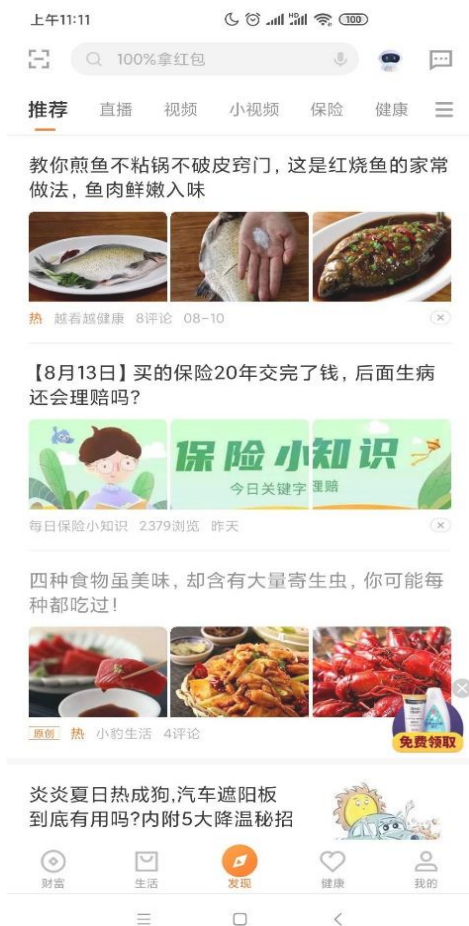 上午11:11
HD
100
100%拿红包
推荐 直播 视频 小视频 保险 健康
教你煎鱼不粘锅不破皮窍门，这是红烧鱼的家常
做法，鱼肉鲜嫩入味
热 越看越健康 8评论 08-10
【8月13日】买的保险20年交完了钱，后面生病
还会理赔吗？
保险小知识
今日关键字理赔
每日保险小知识 2379浏览 昨天
四种食物虽美味，却含有大量寄生虫，你可能每
种都吃过！
原创 热 小豹生活 4评论
免费领取
炎炎夏日热成狗,汽车遮阳板
到底有用吗?内附5大降温秘招
财富 生活 发现 健康 我的